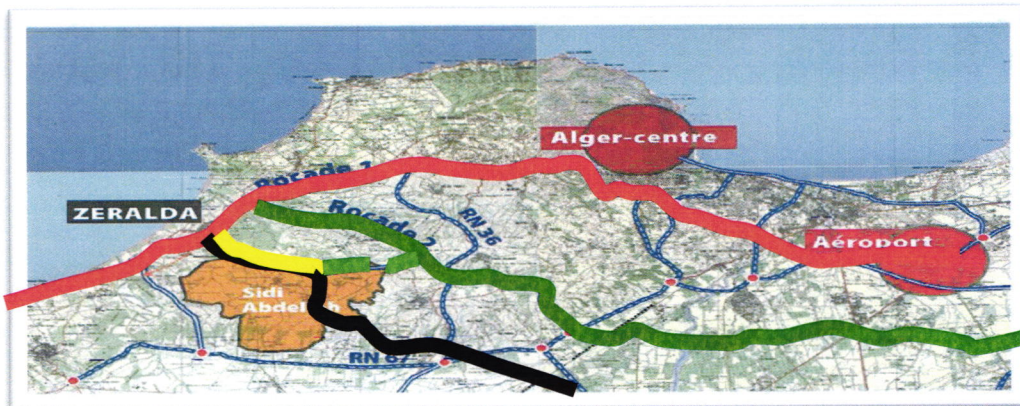 Alger-centre
Rocade 1
ZERALDA
Rocade 2
RN 36
Aéroport
Sidi
RN 67